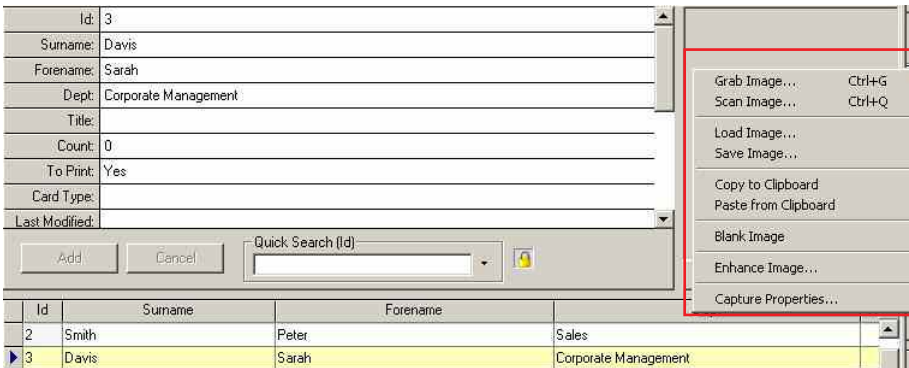 Id: 3
Surname: Davis
Forename: Sarah
Dept: Corporate Management
Title:
Count: 0
To Print: Yes
Card Type:
Last Modified:
Add Cancel Quick Search (Id)
Grab Image... Ctrl+G
Scan Image... Ctrl+Q
Load Image...
Save Image...
Copy to Clipboard
Paste from Clipboard
Blank Image
Enhance Image...
Capture Properties...
Id Surname Forename
2 Smith Peter Sales
3 Davis Sarah Corporate Management